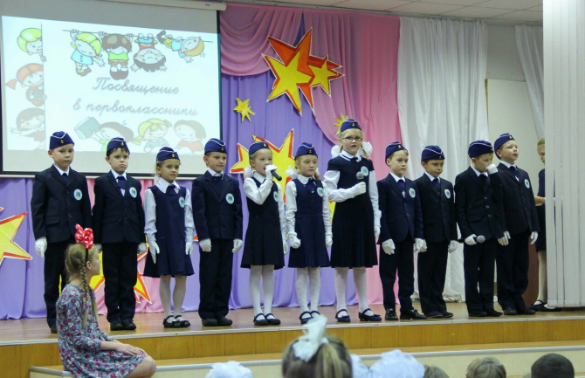 Посвящение
в первоклассники